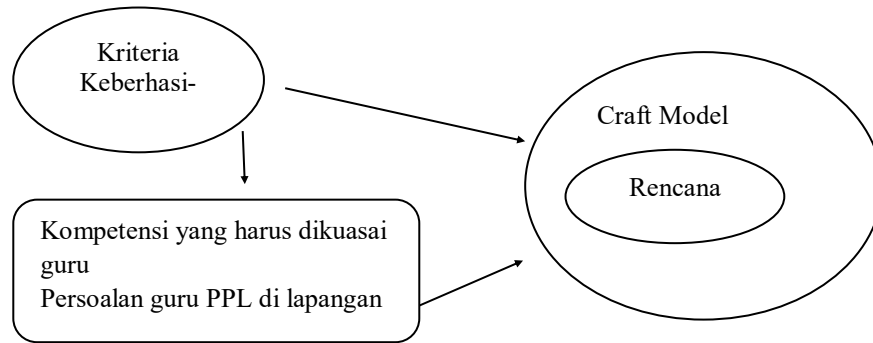 Kriteria
Keberhasi-
Craft Model
Rencana
Kompetensi yang harus dikuasai
guru
Persoalan guru PPL di lapangan